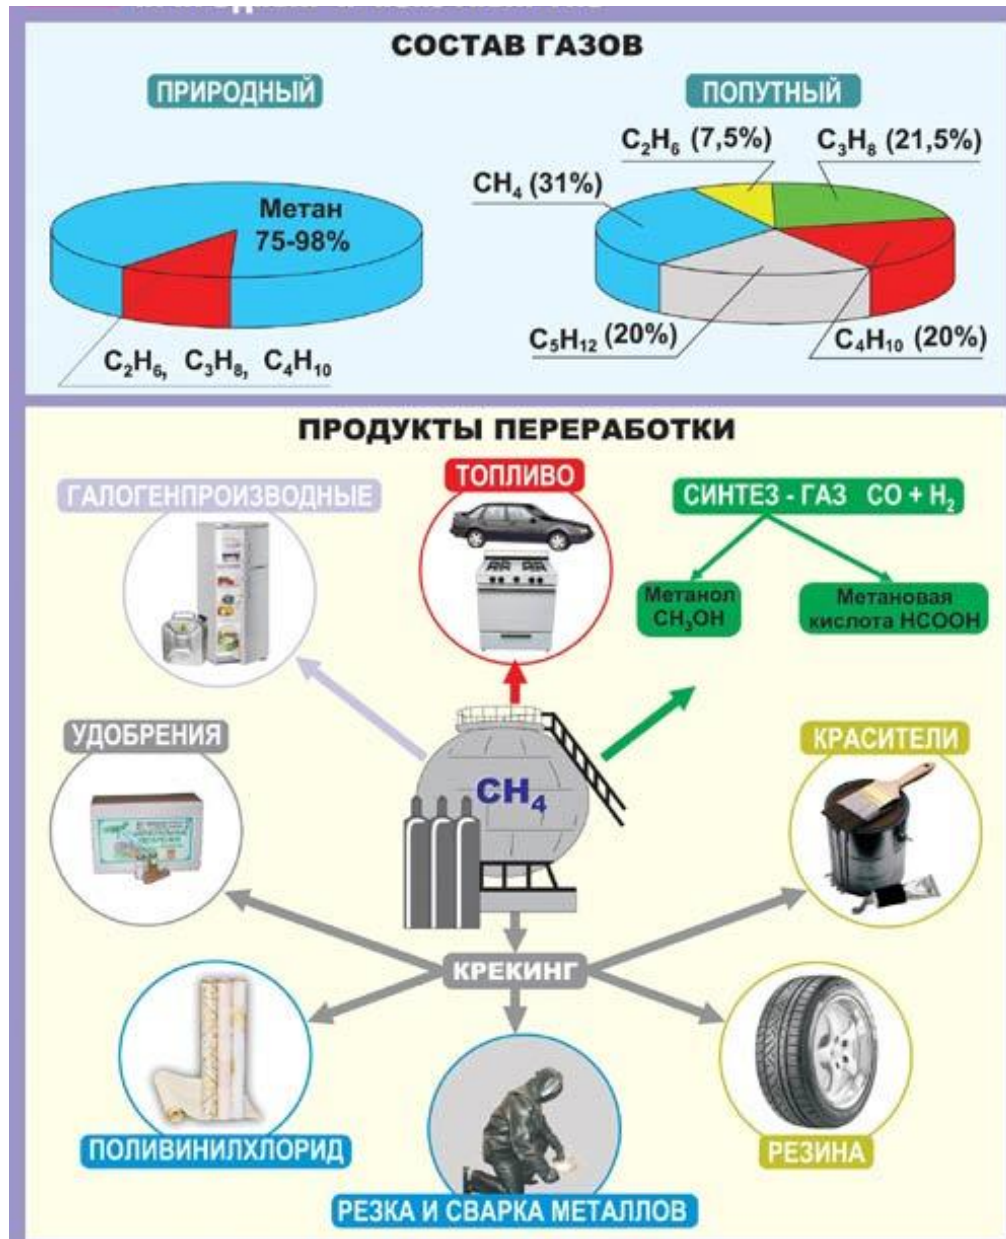 СОСТАВ ГАЗОВ
ПРИРОДНЫЙ
ПОПУТНЫЙ
C₂H₆ (7,5%)
C₃H₈ (21,5%)
CH₄ (31%)
Метан
75-98%
C₅H₁₂ (20%)
C₄H₁₀ (20%)
C₂H₆, C₃H₈, C₄H₁₀
ПРОДУКТЫ ПЕРЕРАБОТКИ
ГАЛОГЕНПРОИЗВОДНЫЕ
ТОПЛИВО
СИНТЕЗ - ГАЗ CO + H₂
Метанол
CH₃OH
Метановая
кислота HCOOH
УДОБРЕНИЯ
КРАСИТЕЛИ
CH₄
КРЕКИНГ
ПОЛИВИНИЛХЛОРИД
РЕЗИНА
РЕЗКА И СВАРКА МЕТАЛЛОВ